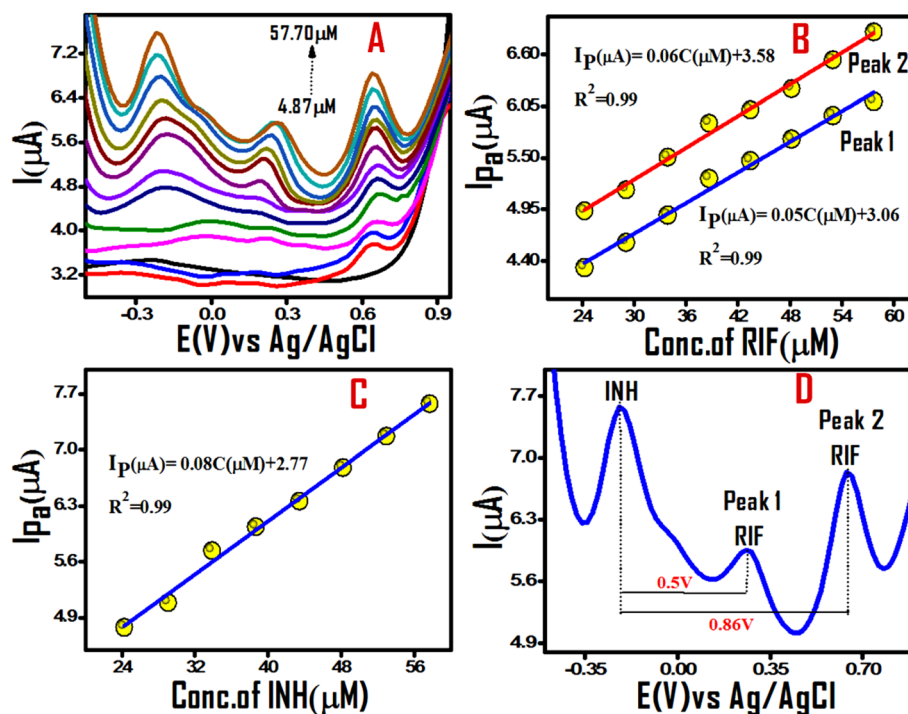 A
57.70 µM
4.87 µM
I(µA)
7.2
6.4
5.6
4.8
4.0
3.2
-0.3 0.0 0.3 0.6 0.9
E(V)vs Ag/AgCl
B
IP(µA)= 0.06C(µM)+3.58
R²=0.99
Peak 2
Peak 1
IP(µA)= 0.05C(µM)+3.06
R²=0.99
Ipa(µA)
6.60
6.05
5.50
4.95
4.40
24 30 36 42 48 54 60
Conc.of RIF(µM)
C
IP(µA)= 0.08C(µM)+2.77
R²=0.99
Ipa(µA)
7.7
7.0
6.3
5.6
4.9
24 32 40 48 56
Conc.of INH(µM)
D
INH
Peak 1
RIF
Peak 2
RIF
0.5V
0.86V
I(µA)
7.7
7.0
6.3
5.6
4.9
-0.35 0.00 0.35 0.70
E(V)vs Ag/AgCl